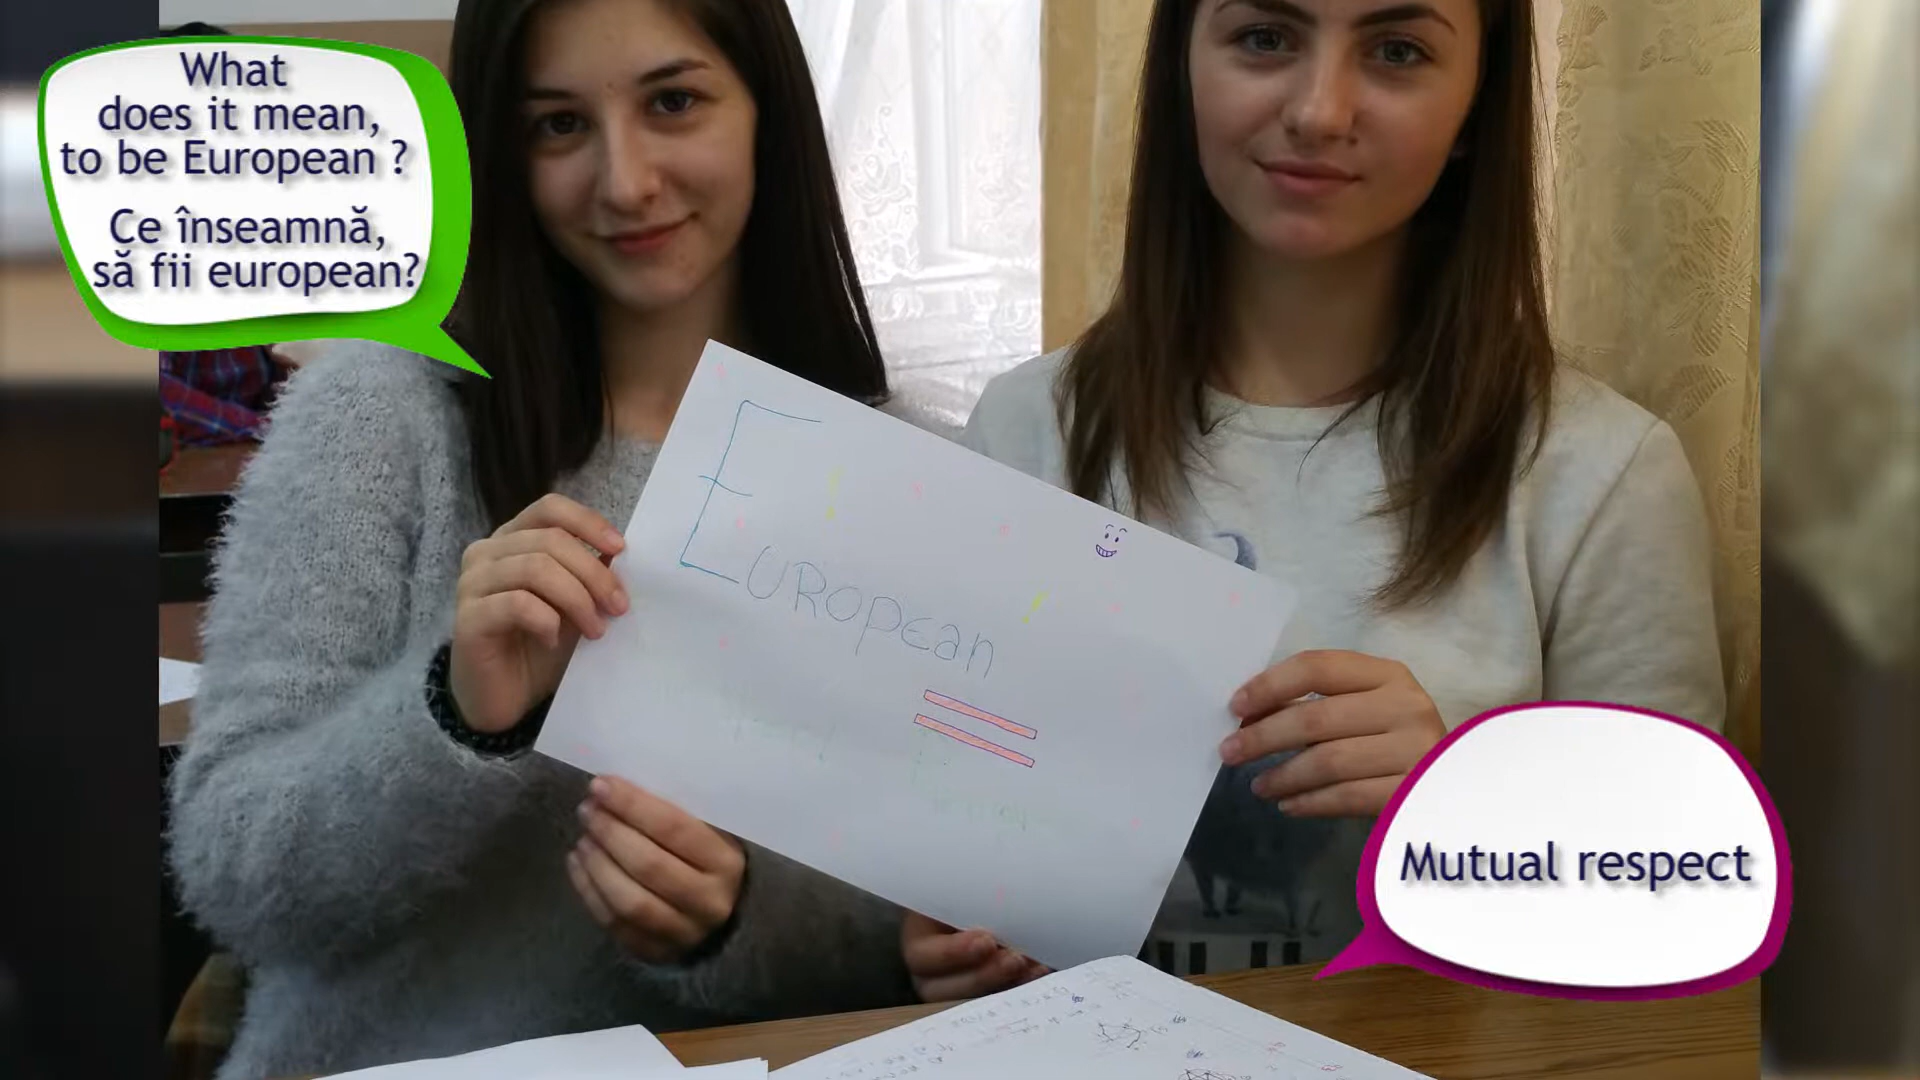 What
does it mean,
to be European ?
Ce înseamnă,
să fii european?
EUROPEan
Mutual respect